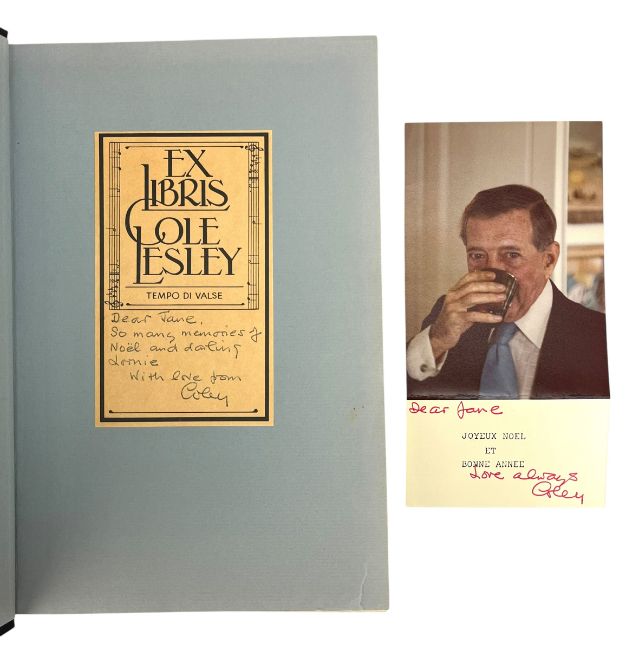 EX
LIBRIS
COLE
LESLEY
TEMPO DI VALSE
Dear Jane,
So many memories of
Noël and darling
Lornie
With love from
Coley
Dear Jane
JOYEUX NOEL
ET
BONNE ANNEE
Love always
Coley